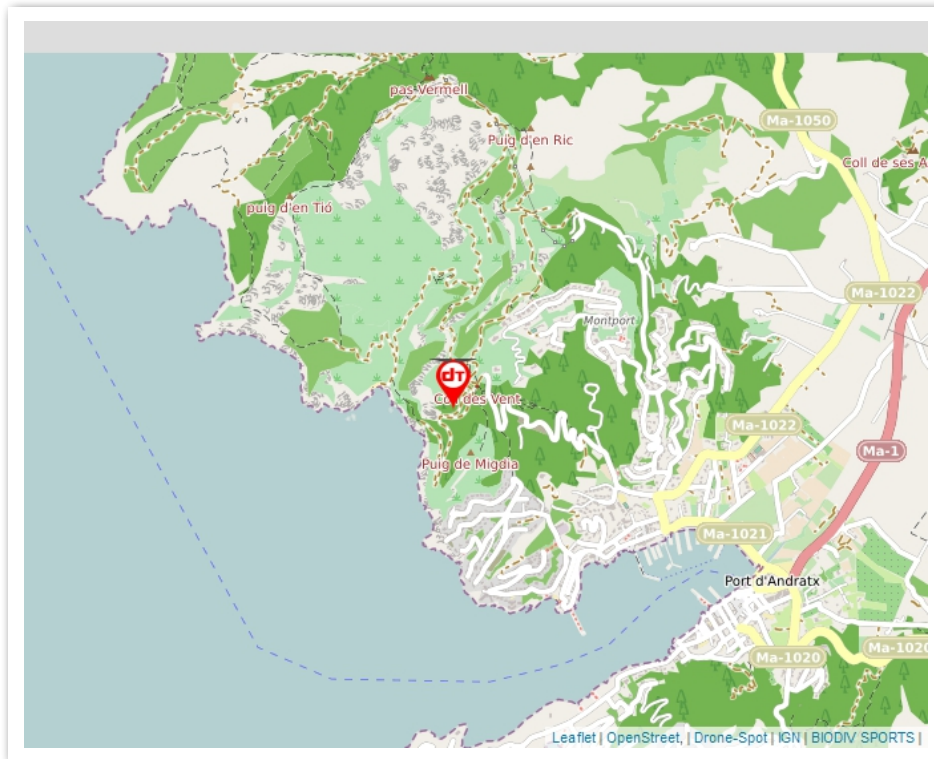 pas Vermell
Ma-1050
Puig d'en Ric
Coll de ses A
puig d'en Tió
Ma-1022
Montport
dT
Co des Vent
Ma-1022
Ma-1
Puig de Migdia
Ma-1021
Port d'Andratx
Ma-1020
Ma-1020
Leaflet | OpenStreet, | Drone-Spot | IGN | BIODIV SPORTS |